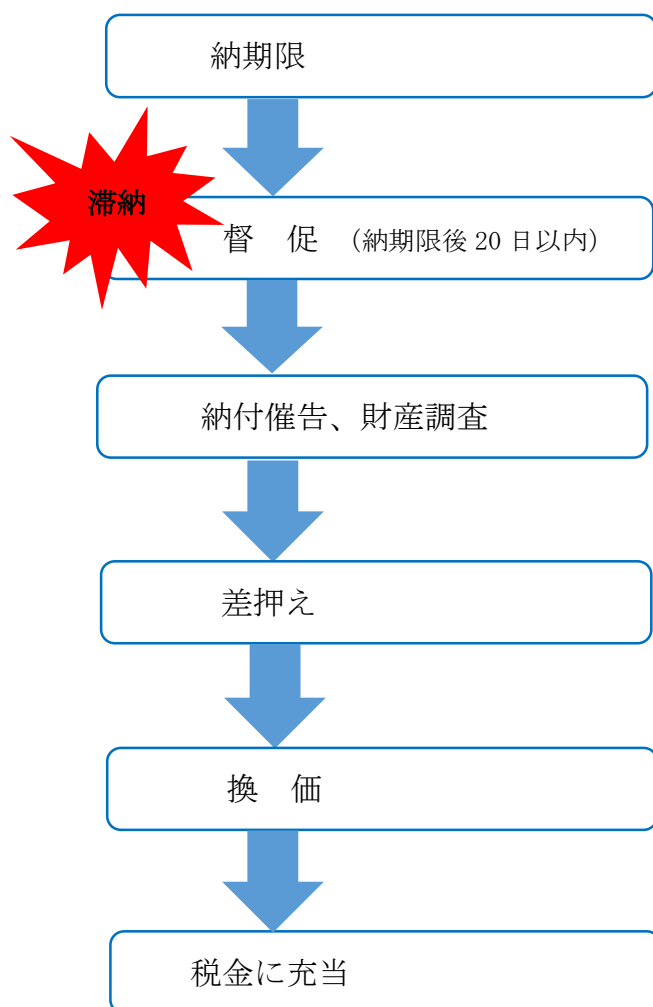 納期限
滞納
督　促　（納期限後 20 日以内）
納付催告、財産調査
差押え
換　価
税金に充当